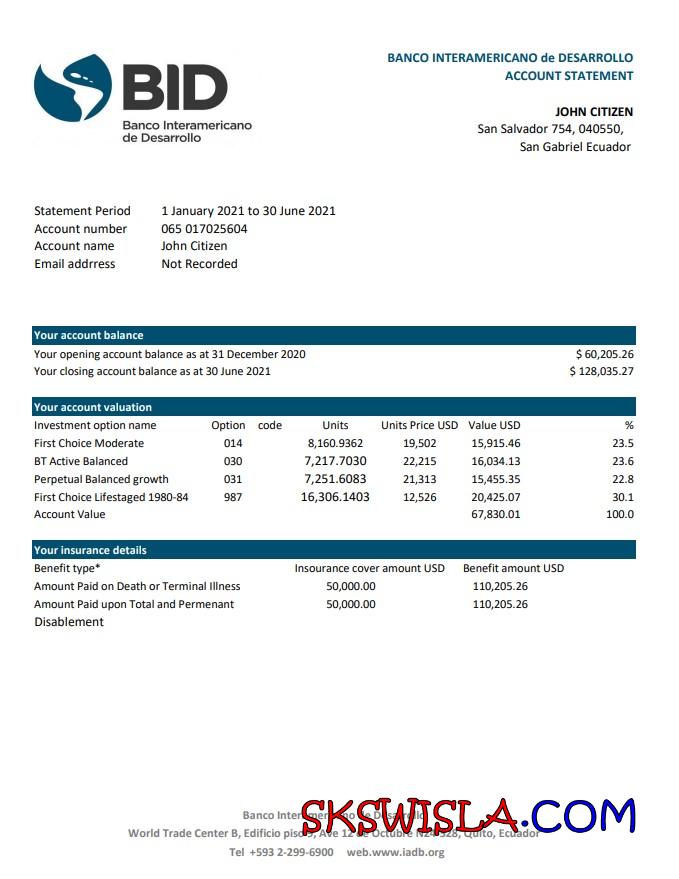 BID
Banco Interamericano
de Desarrollo
BANCO INTERAMERICANO de DESARROLLO
ACCOUNT STATEMENT
JOHN CITIZEN
San Salvador 754, 040550,
San Gabriel Ecuador
Statement Period 1 January 2021 to 30 June 2021
Account number 065 017025604
Account name John Citizen
Email addrress Not Recorded
Your account balance
Your opening account balance as at 31 December 2020 $ 60,205.26
Your closing account balance as at 30 June 2021 $ 128,035.27
Your account valuation
Investment option name Option code Units Units Price USD Value USD %
First Choice Moderate 014 8,160.9362 19,502 15,915.46 23.5
BT Active Balanced 030 7,217.7030 22,215 16,034.13 23.6
Perpetual Balanced growth 031 7,251.6083 21,313 15,455.35 22.8
First Choice Lifestaged 1980-84 987 16,306.1403 12,526 20,425.07 30.1
Account Value 67,830.01 100.0
Your insurance details
Benefit type* Insourance cover amount USD Benefit amount USD
Amount Paid on Death or Terminal Illness 50,000.00 110,205.26
Amount Paid upon Total and Permenant 50,000.00 110,205.26
Disablement
Banco
SKSWISLA.COM
World Trade Center B, Edificio Ave 12 Quito, Ecuador
Tel +593 2-299-6900 web.www.iadb.org